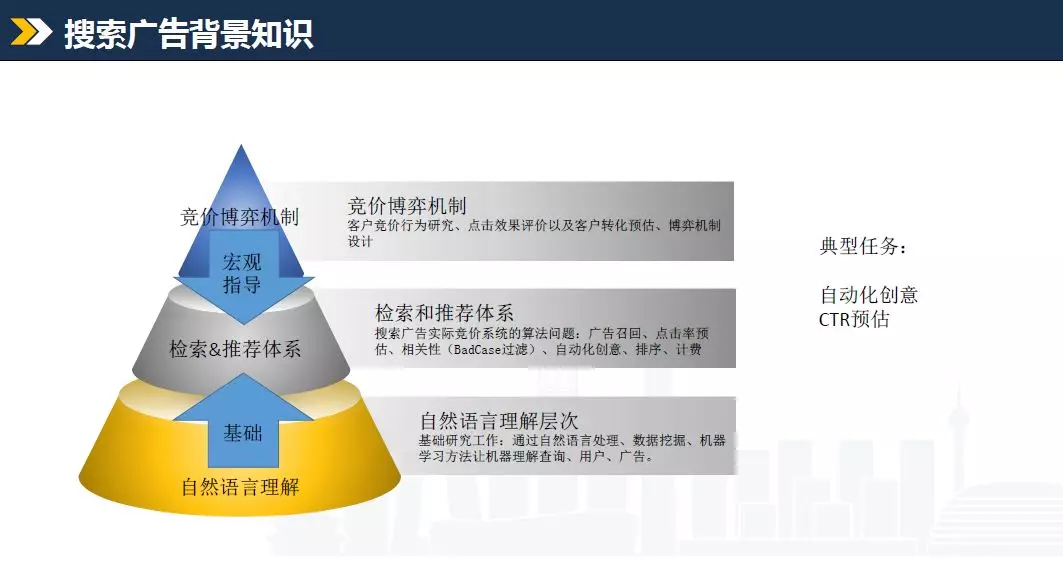 搜索广告背景知识
竞价博弈机制
宏观
指导
检索&推荐体系
基础
自然语言理解
竞价博弈机制
客户竞价行为研究、点击效果评价以及客户转化预估、博弈机制
设计
检索和推荐体系
搜索广告实际竞价系统的算法问题：广告召回、点击率预
估、相关性（BadCase过滤）、自动化创意、排序、计费
自然语言理解层次
基础研究工作：通过自然语言处理、数据挖掘、机器
学习方法让机器理解查询、用户、广告。
典型任务：
自动化创意
CTR预估